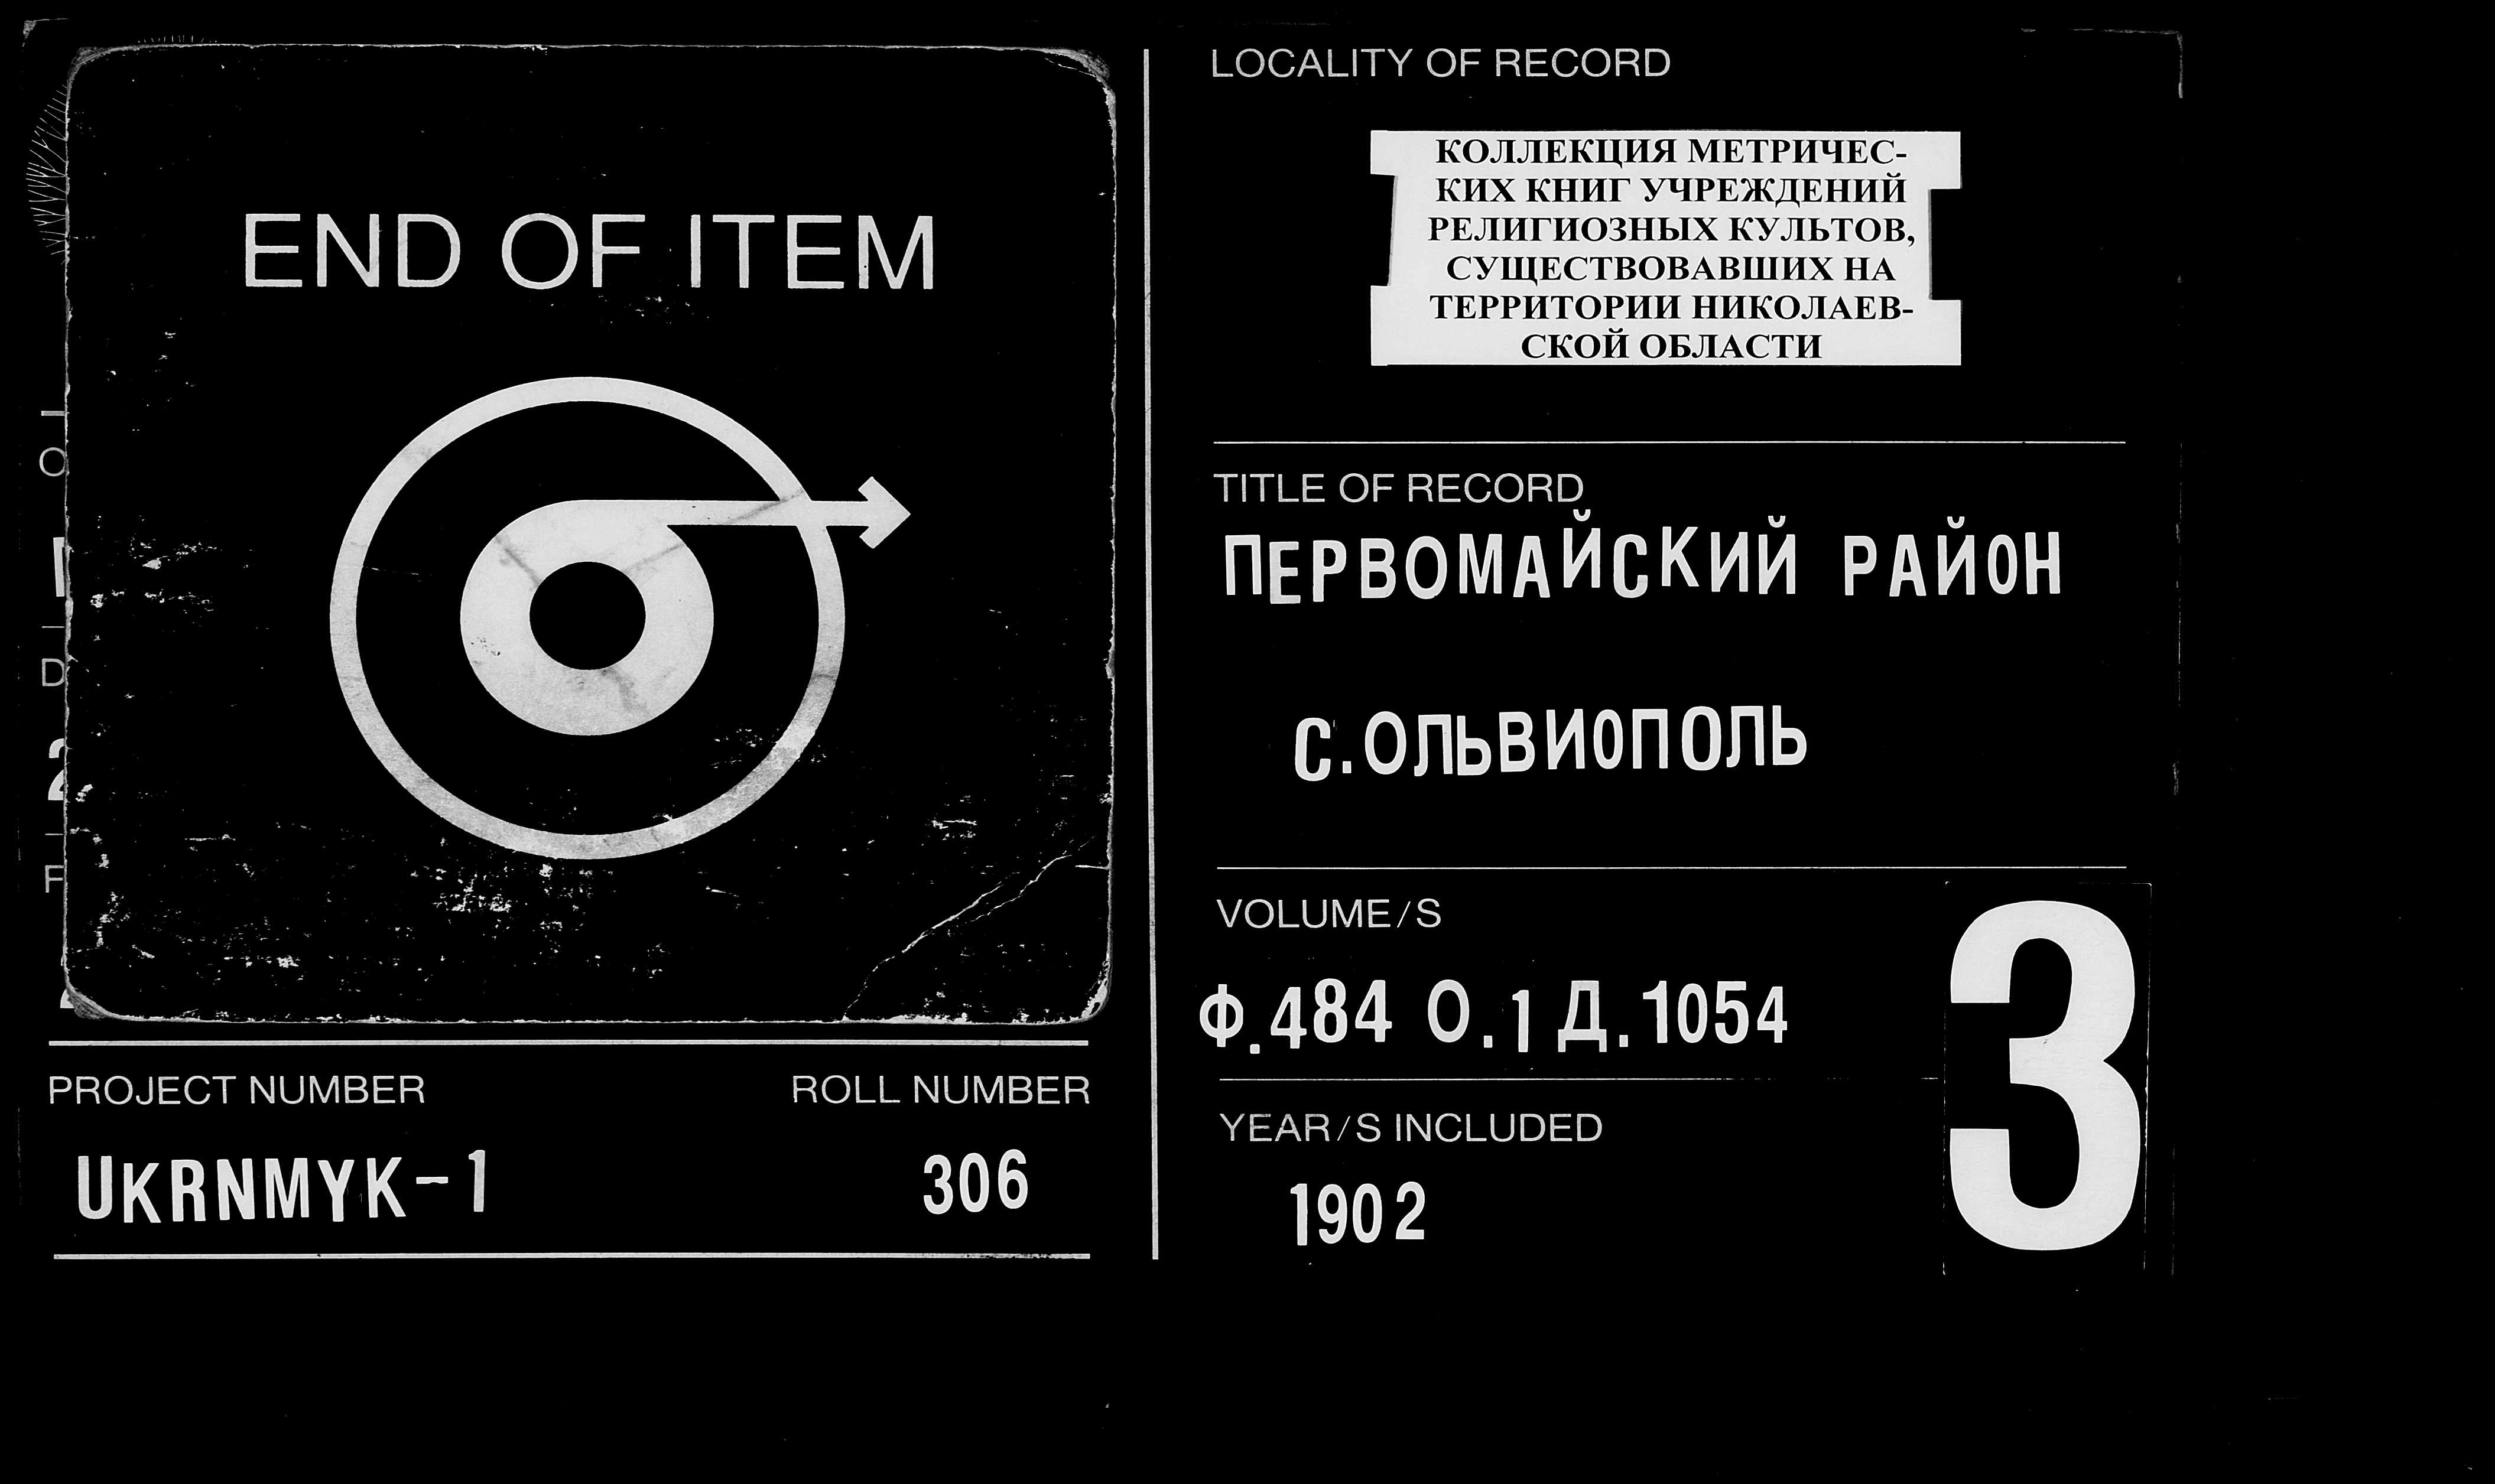 END OF ITEM
PROJECT NUMBER
ROLL NUMBER
UKRNMYK-1
306
LOCALITY OF RECORD
КОЛЛЕКЦИЯ МЕТРИЧЕС-
КИХ КНИГ УЧРЕЖДЕНИЙ
РЕЛИГИОЗНЫХ КУЛЬТОВ,
СУЩЕСТВОВАВШИХ НА
ТЕРРИТОРИИ НИКОЛАЕВ-
СКОЙ ОБЛАСТИ
TITLE OF RECORD
ПЕРВОМАЙСКИЙ РАЙОН
С.ОЛЬВИОПОЛЬ
VOLUME/S
Ф.484 О.1 Д.1054
YEAR/S INCLUDED
1902
3